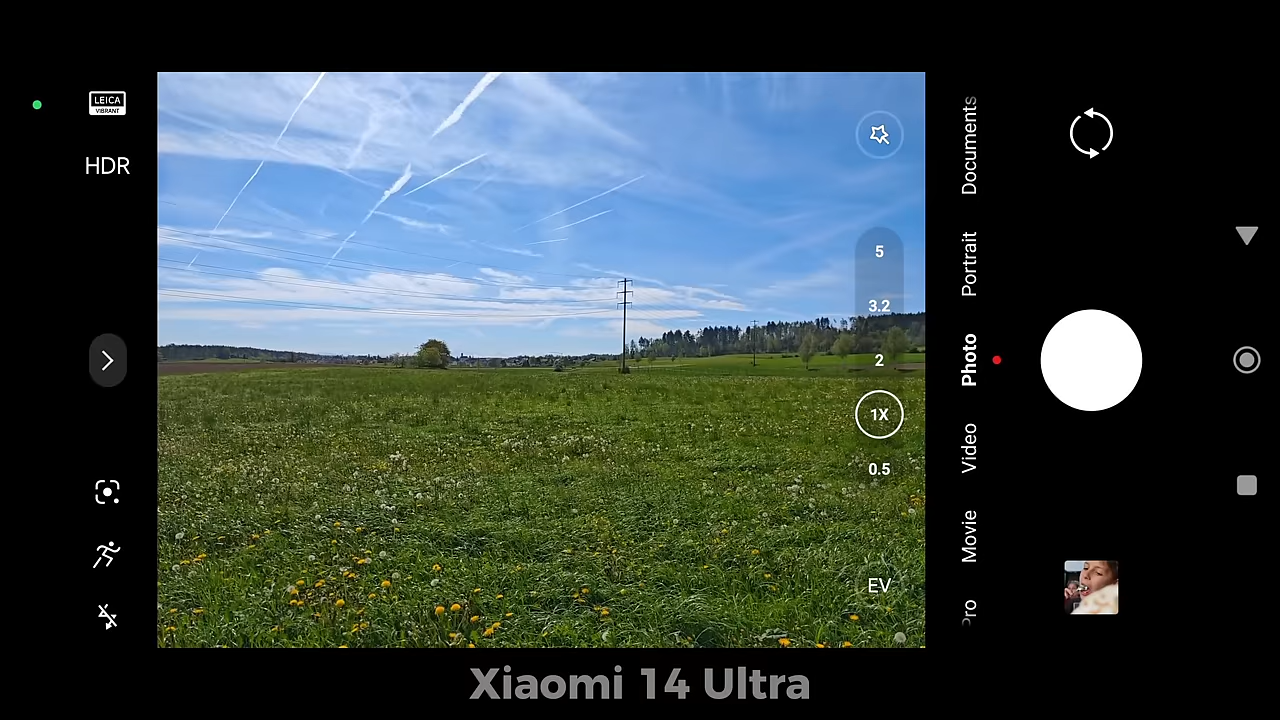 LEICA
VIBRANT
HDR
5
3.2
2
1X
0.5
EV
Documents
Portrait
Photo
Video
Movie
Pro
Xiaomi 14 Ultra